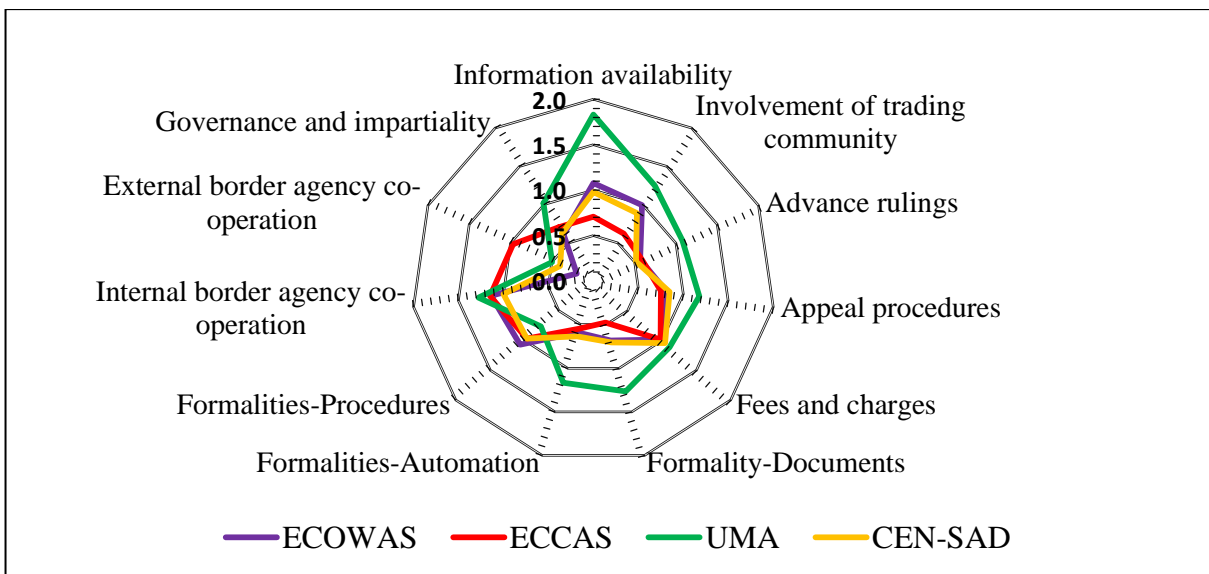 Information availability
Involvement of trading
community
Advance rulings
Appeal procedures
Fees and charges
Formality-Documents
Formalities-Automation
Formalities-Procedures
Internal border agency co-
operation
External border agency co-
operation
Governance and impartiality
2.0
1.5
1.0
0.5
0.0
ECOWAS
ECCAS
UMA
CEN-SAD